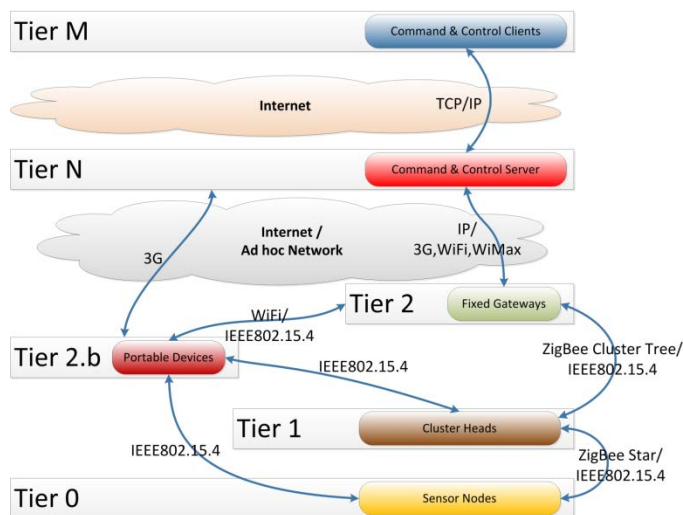 Tier M
Command & Control Clients
Internet
TCP/IP
Tier N
Command & Control Server
Internet /
Ad hoc Network
IP/
3G,WiFi,WiMax
3G
Tier 2
Fixed Gateways
WiFi/
IEEE802.15.4
Tier 2.b
Portable Devices
ZigBee Cluster Tree/
IEEE802.15.4
IEEE802.15.4
Tier 1
Cluster Heads
IEEE802.15.4
ZigBee Star/
IEEE802.15.4
Tier 0
Sensor Nodes